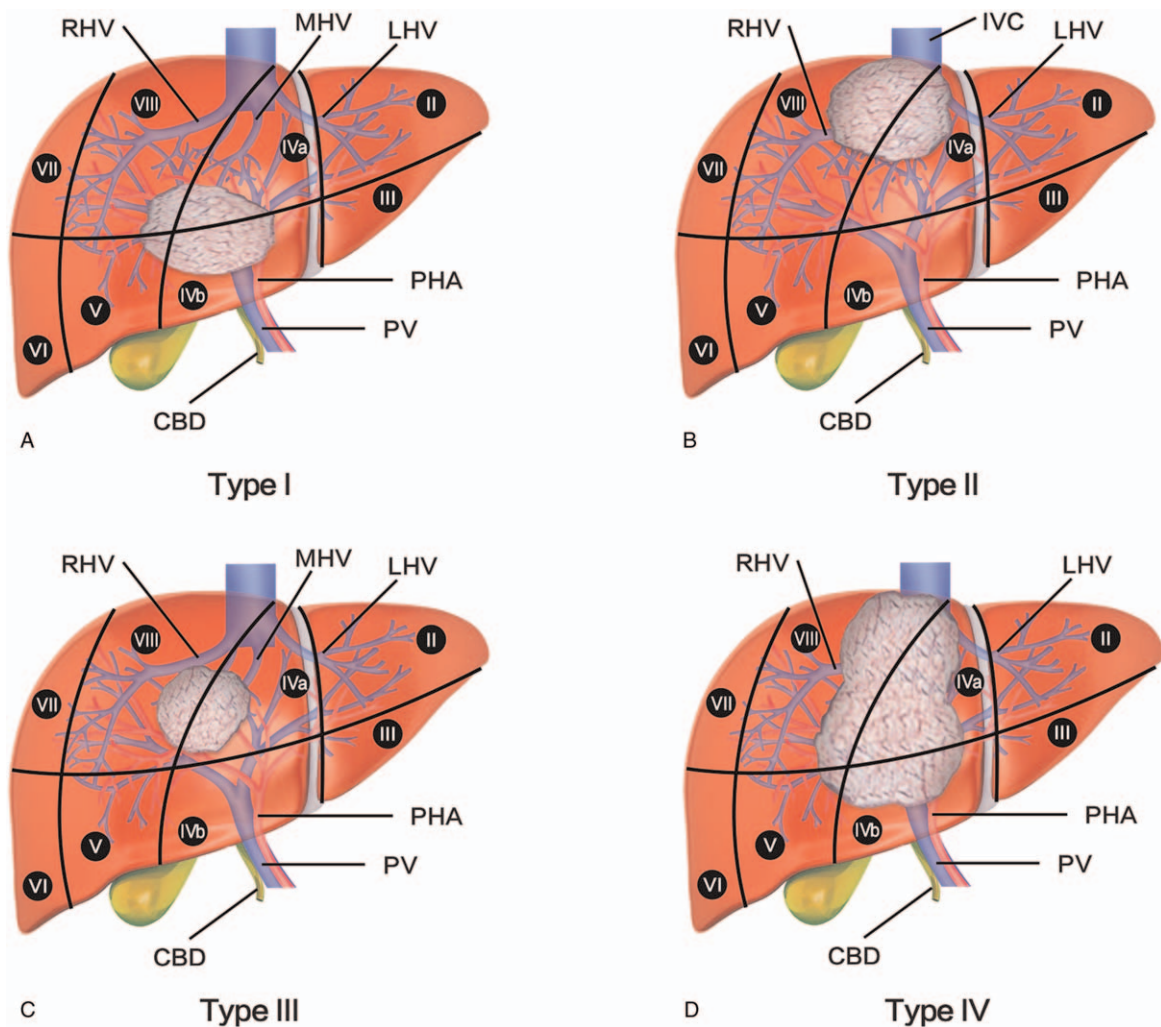 RHV MHV LHV
VIII II
IVa
VII
III
IVb PHA
V
PV
VI
CBD
A
Type I
IVC
RHV LHV
VIII II
IVa
VII
III
IVb PHA
V
PV
VI
CBD
B
Type II
RHV MHV LHV
VIII II
IVa
VII
III
IVb PHA
V
PV
VI
CBD
C
Type III
RHV LHV
VIII II
IVa
VII
III
IVb PHA
V
PV
VI
CBD
D
Type IV